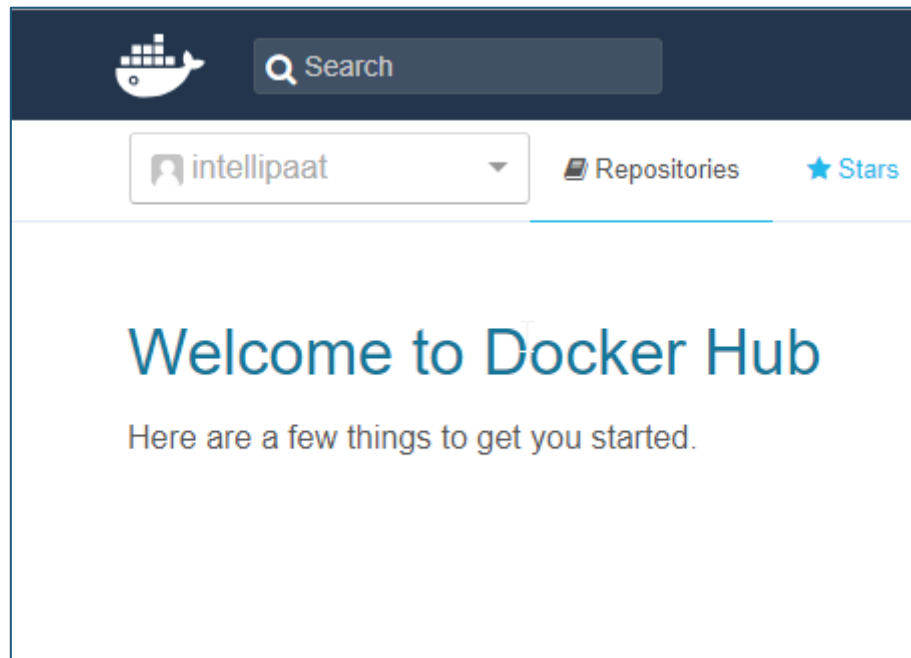 Search
intellipaat Repositories Stars
Welcome to Docker Hub
Here are a few things to get you started.